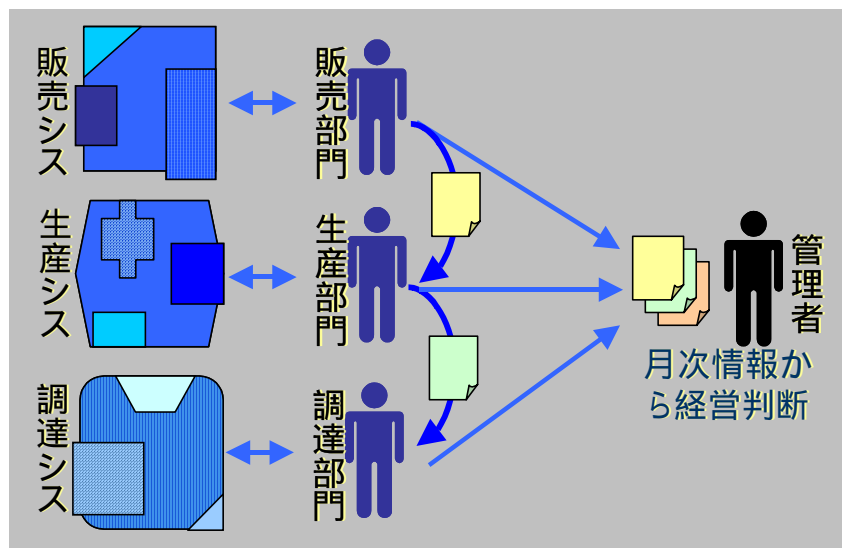 販売シス
販売部門
生産シス
生産部門
管理者
月次情報か
ら経営判断
調達シス
調達部門